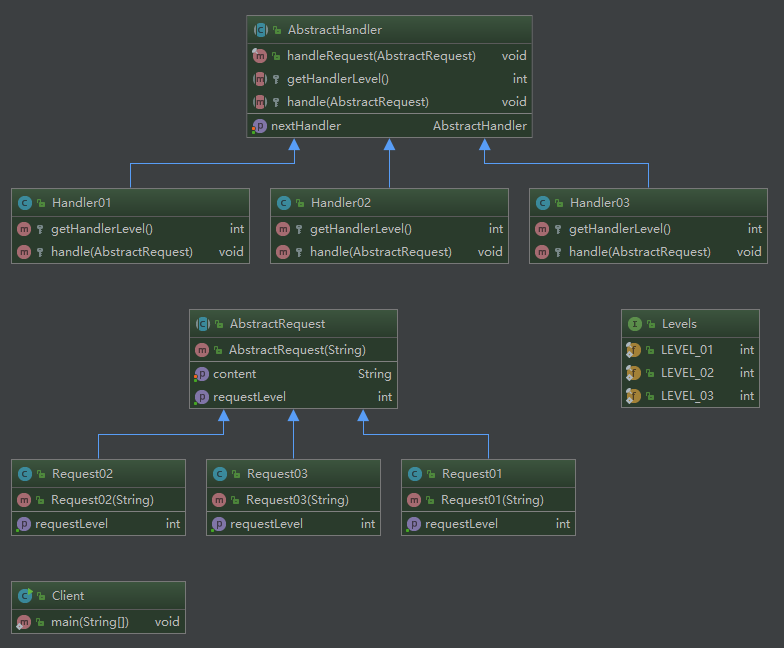 AbstractHandler
handleRequest(AbstractRequest) void
getHandlerLevel() int
handle(AbstractRequest) void
nextHandler AbstractHandler
Handler01
getHandlerLevel() int
handle(AbstractRequest) void
Handler02
getHandlerLevel() int
handle(AbstractRequest) void
Handler03
getHandlerLevel() int
handle(AbstractRequest) void
AbstractRequest
AbstractRequest(String)
content String
requestLevel int
Levels
LEVEL_01 int
LEVEL_02 int
LEVEL_03 int
Request02
Request02(String)
requestLevel int
Request03
Request03(String)
requestLevel int
Request01
Request01(String)
requestLevel int
Client
main(String[]) void